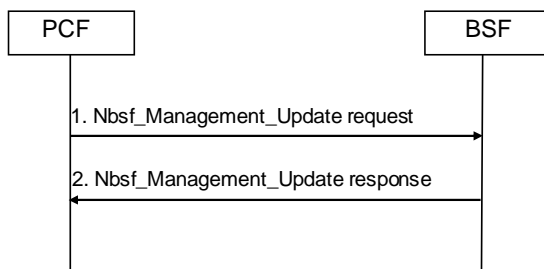 PCF
BSF
1. Nbsf_Management_Update request
2. Nbsf_Management_Update response